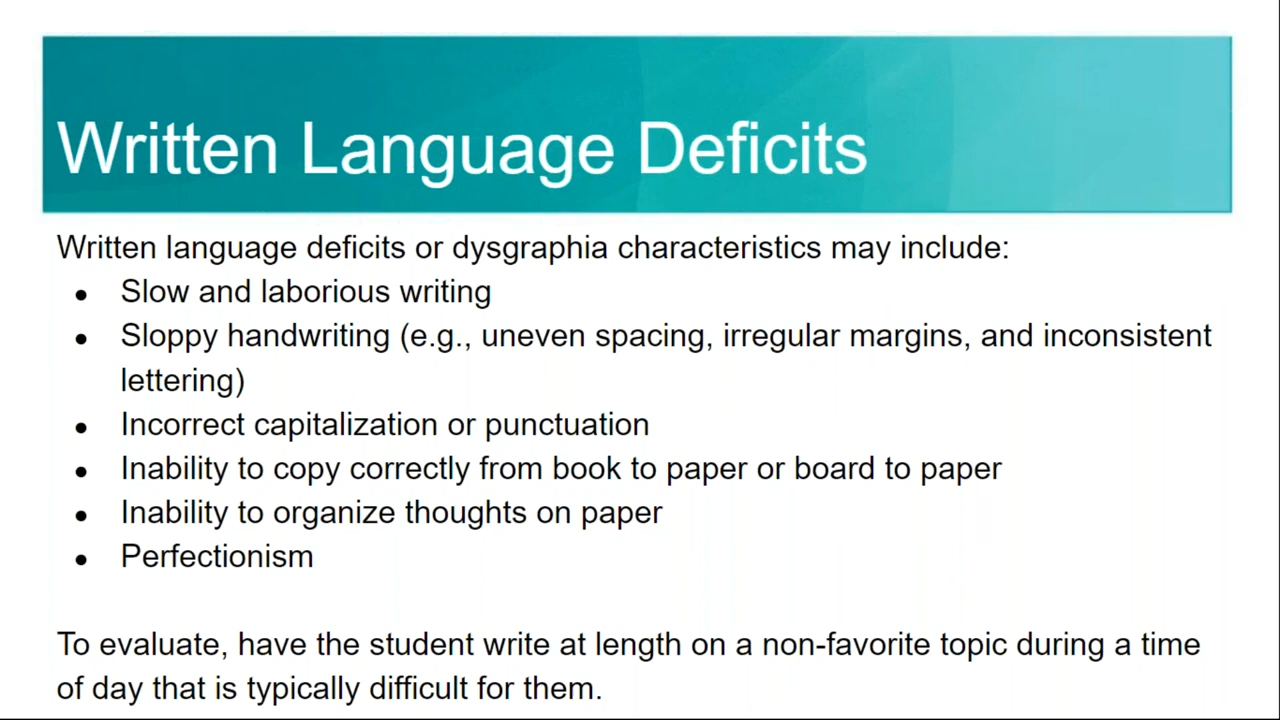 Written Language Deficits
Written language deficits or dysgraphia characteristics may include:
● Slow and laborious writing
● Sloppy handwriting (e.g., uneven spacing, irregular margins, and inconsistent
lettering)
● Incorrect capitalization or punctuation
● Inability to copy correctly from book to paper or board to paper
● Inability to organize thoughts on paper
● Perfectionism
To evaluate, have the student write at length on a non-favorite topic during a time
of day that is typically difficult for them.